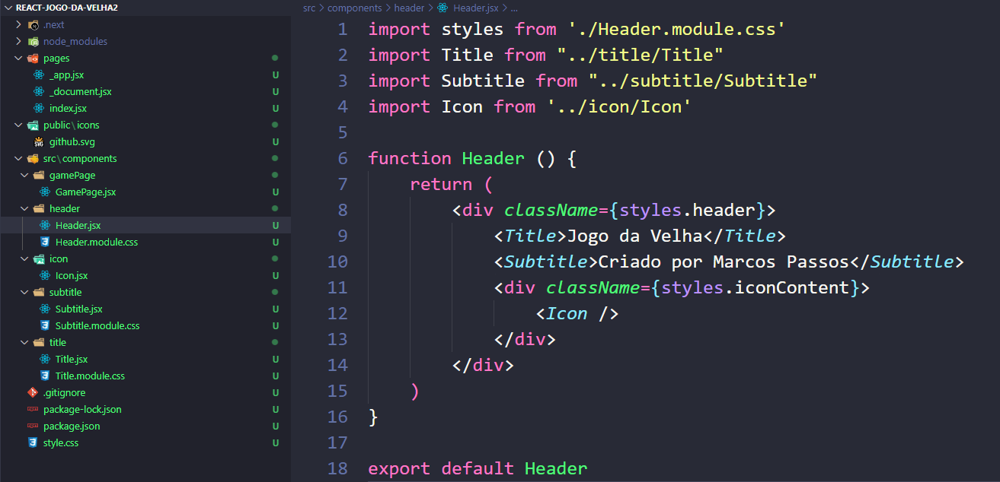 REACT-JOGO-DA-VELHA2
.next
node_modules
pages
_app.jsx U
_document.jsx U
index.jsx U
public\icons
github.svg U
src\components
gamePage
GamePage.jsx U
header
Header.jsx U
Header.module.css U
icon
Icon.jsx U
subtitle
Subtitle.jsx U
Subtitle.module.css U
title
Title.jsx U
Title.module.css U
.gitignore U
package-lock.json U
package.json U
style.css U
src > components > header > Header.jsx > ...
1 import styles from './Header.module.css'
2 import Title from "../title/Title"
3 import Subtitle from "../subtitle/Subtitle"
4 import Icon from '../icon/Icon'
5
6 function Header () {
7 return (
8 <div className={styles.header}>
9 <Title>Jogo da Velha</Title>
10 <Subtitle>Criado por Marcos Passos</Subtitle>
11 <div className={styles.iconContent}>
12 <Icon />
13 </div>
14 </div>
15 )
16 }
17
18 export default Header